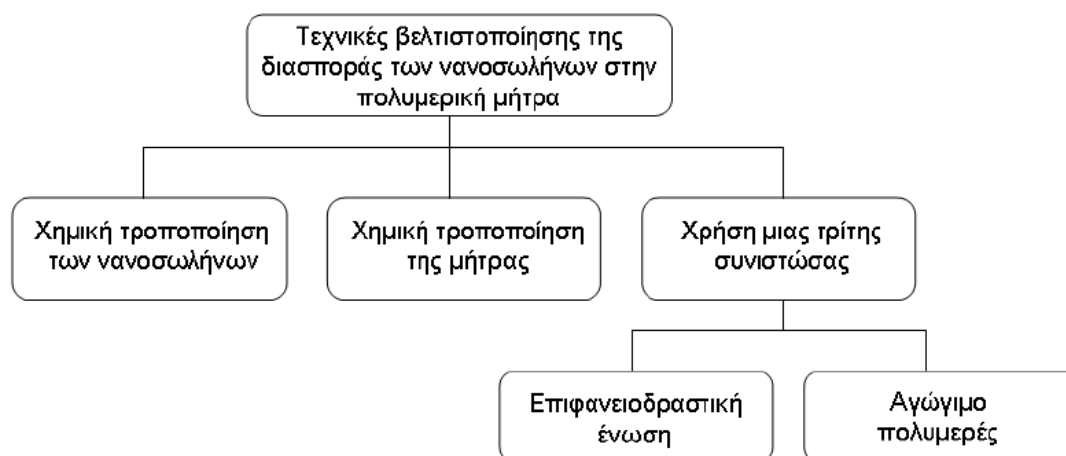 Τεχνικές βελτιστοποίησης της
διασποράς των νανοσωλήνων στην
πολυμερική μήτρα
Χημική τροποποίηση
των νανοσωλήνων
Χημική τροποποίηση
της μήτρας
Χρήση μιας τρίτης
συνιστώσας
Επιφανειοδραστική
ένωση
Αγώγιμο
πολυμερές